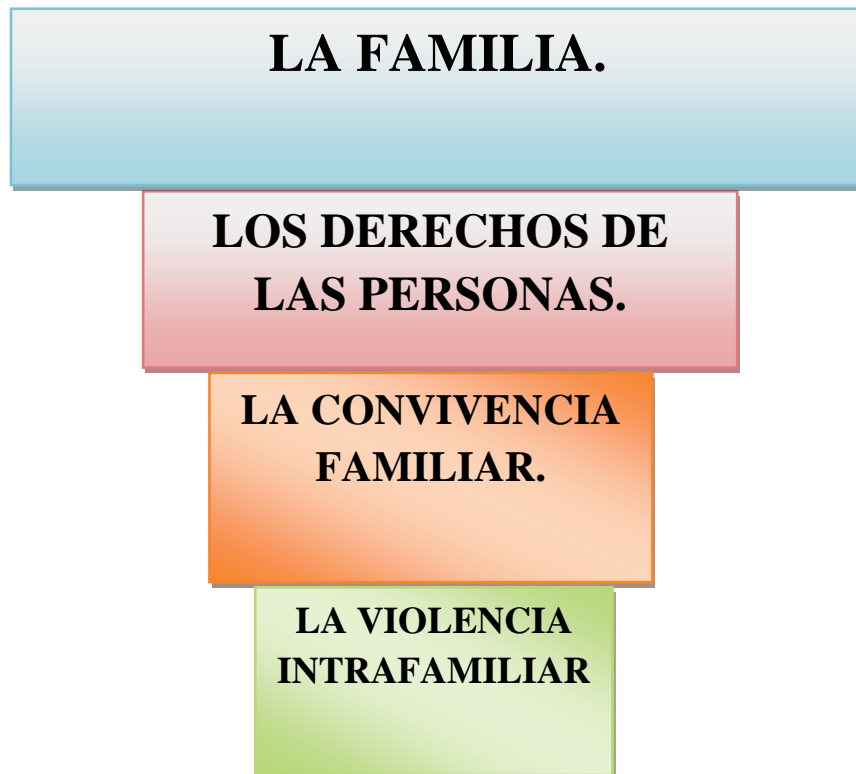 LA FAMILIA.
LOS DERECHOS DE
LAS PERSONAS.
LA CONVIVENCIA
FAMILIAR.
LA VIOLENCIA
INTRAFAMILIAR